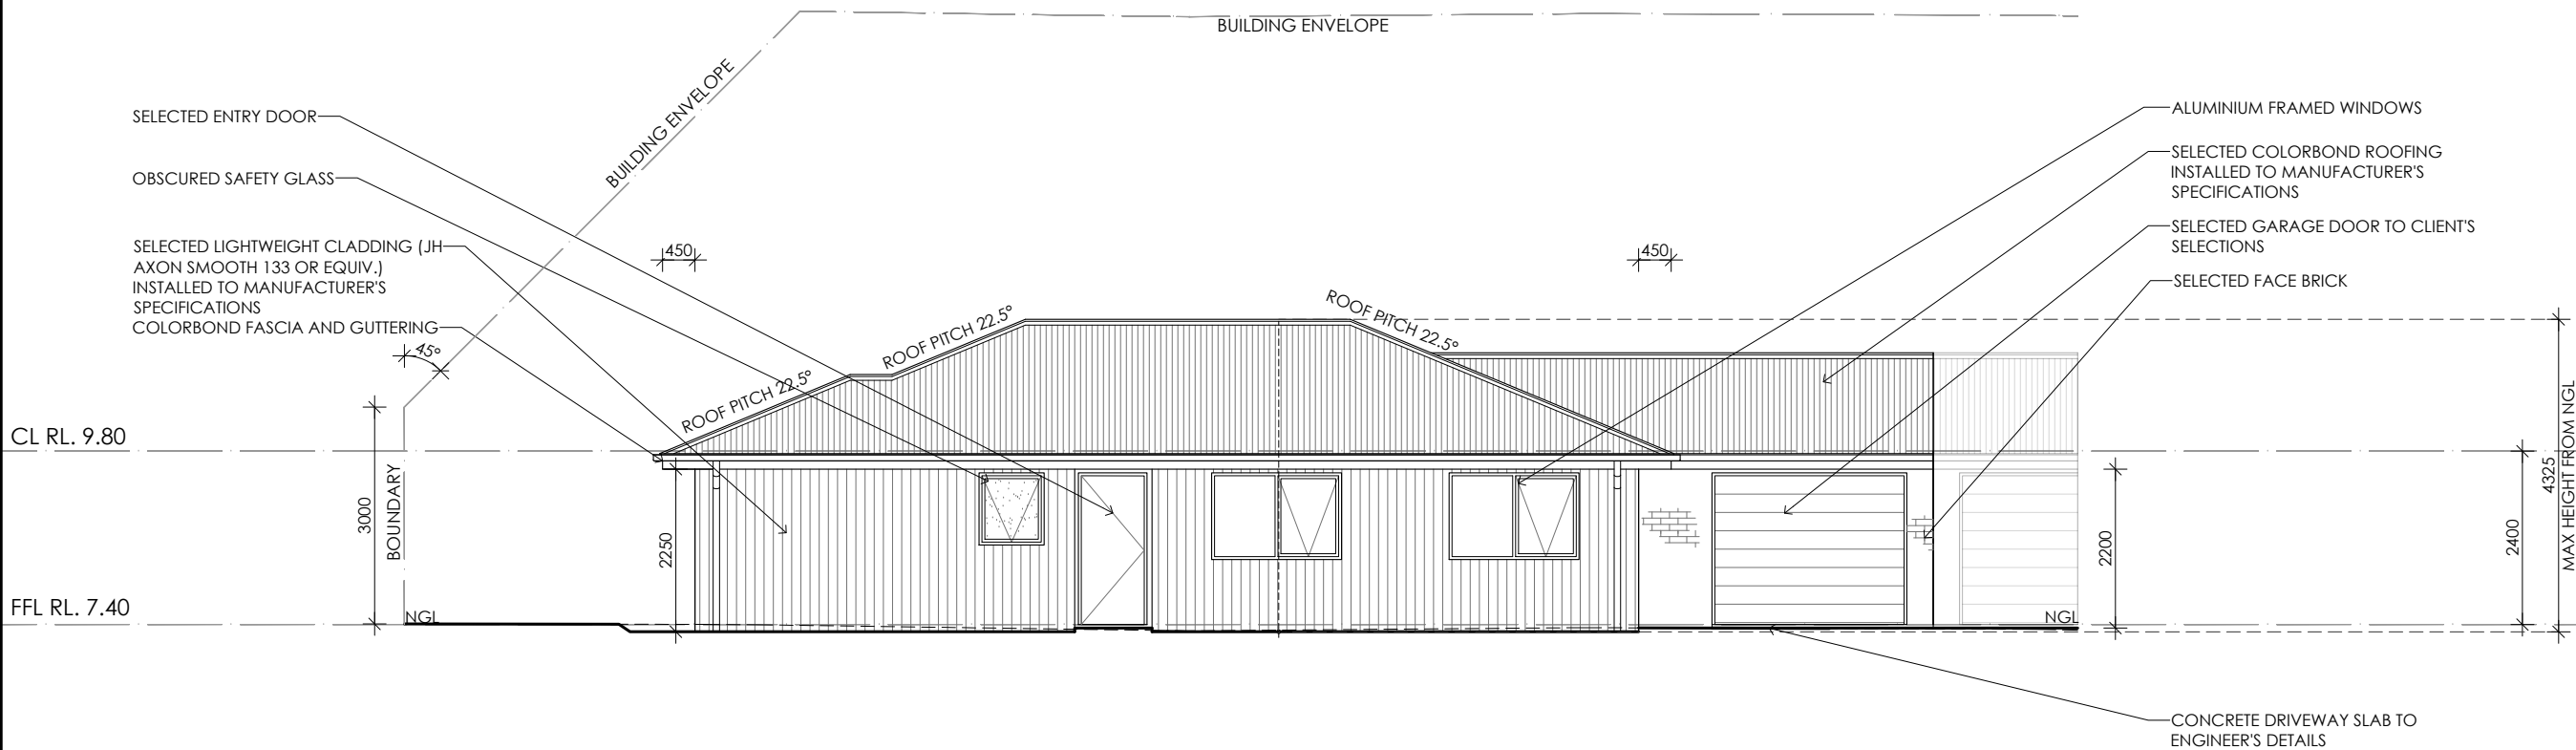 BUILDING ENVELOPE
BUILDING ENVELOPE
SELECTED ENTRY DOOR
OBSCURED SAFETY GLASS
SELECTED LIGHTWEIGHT CLADDING (JH
AXON SMOOTH 133 OR EQUIV.)
INSTALLED TO MANUFACTURER'S
SPECIFICATIONS
COLORBOND FASCIA AND GUTTERING
45°
450
450
ROOF PITCH 22.5°
ROOF PITCH 22.5°
ROOF PITCH 22.5°
ALUMINIUM FRAMED WINDOWS
SELECTED COLORBOND ROOFING
INSTALLED TO MANUFACTURER'S
SPECIFICATIONS
SELECTED GARAGE DOOR TO CLIENT'S
SELECTIONS
SELECTED FACE BRICK
CL RL. 9.80
FFL RL. 7.40
3000
BOUNDARY
NGL
2250
NGL
2200
2400
4325
MAX HEIGHT FROM NGL
CONCRETE DRIVEWAY SLAB TO
ENGINEER'S DETAILS